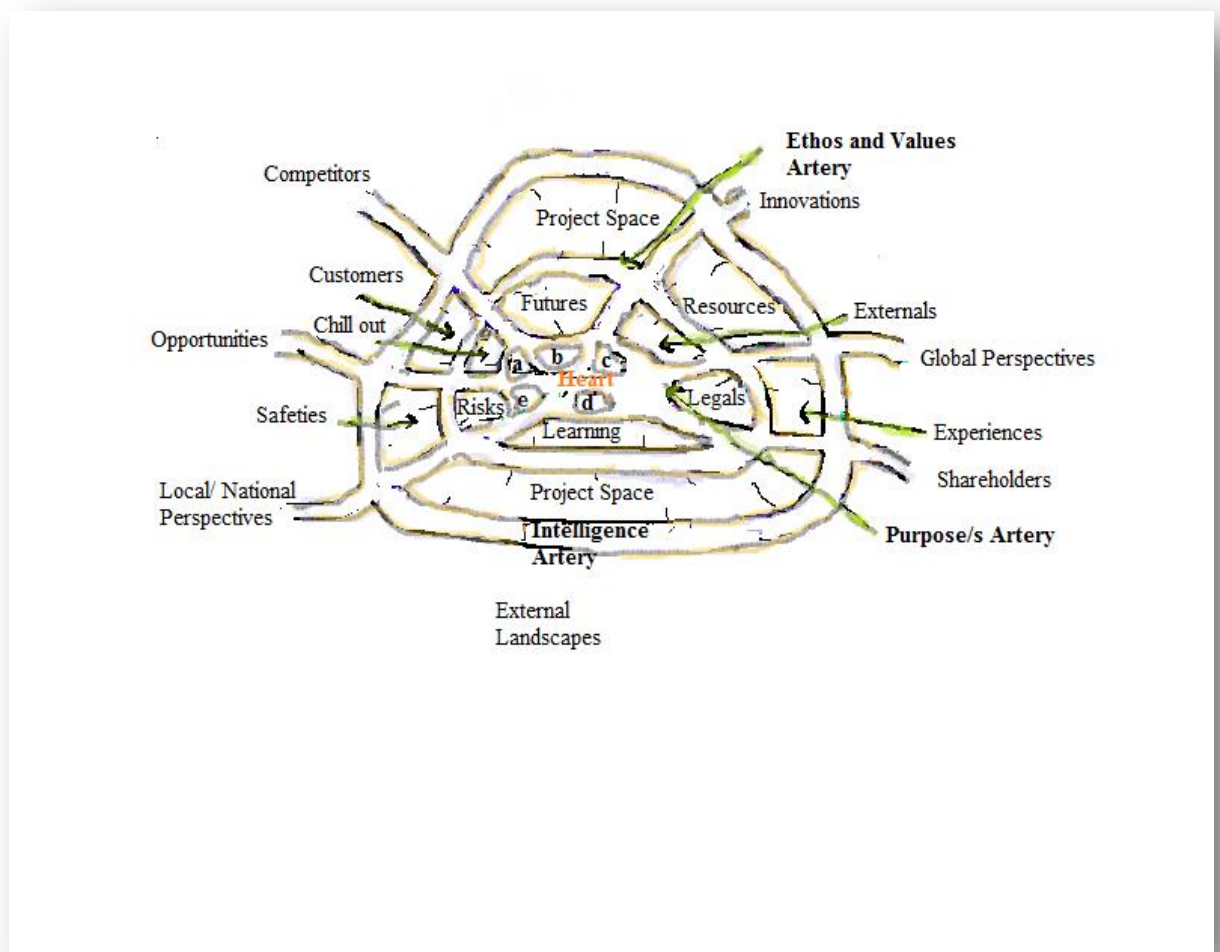 Ethos and Values
Artery
Competitors
Innovations
Project Space
Customers
Futures
Resources
Externals
Chill out
Opportunities
Global Perspectives
a
b
c
Heart
Risks
e
d
Legals
Safeties
Learning
Experiences
Shareholders
Local/ National
Perspectives
Project Space
Intelligence
Artery
Purpose/s Artery
External
Landscapes